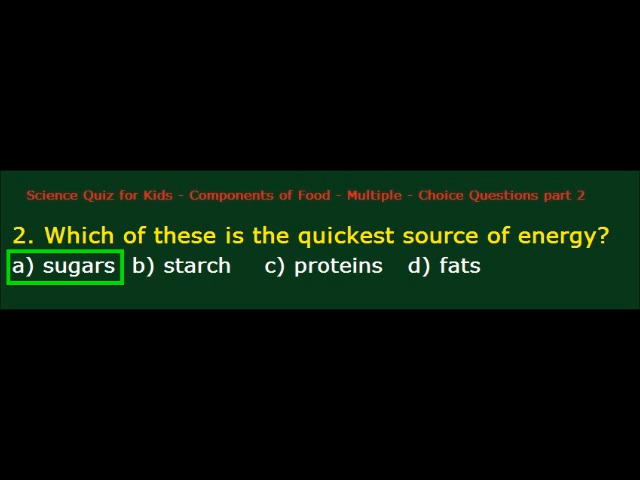 Science Quiz for Kids - Components of Food - Multiple - Choice Questions part 2
2. Which of these is the quickest source of energy?
a) sugars b) starch c) proteins d) fats